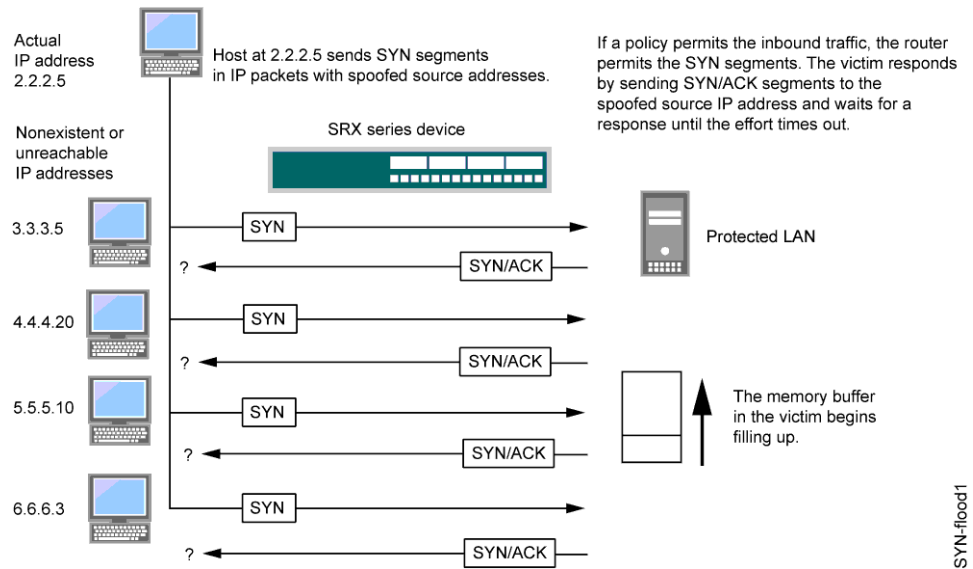 Actual
IP address
2.2.2.5
Host at 2.2.2.5 sends SYN segments
in IP packets with spoofed source addresses.
If a policy permits the inbound traffic, the router
permits the SYN segments. The victim responds
by sending SYN/ACK segments to the
spoofed source IP address and waits for a
response until the effort times out.
Nonexistent or
unreachable
IP addresses
SRX series device
3.3.3.5
SYN
Protected LAN
?
SYN/ACK
4.4.4.20
SYN
?
SYN/ACK
5.5.5.10
SYN
The memory buffer
in the victim begins
filling up.
?
SYN/ACK
6.6.6.3
SYN
?
SYN/ACK
SYN-flood1